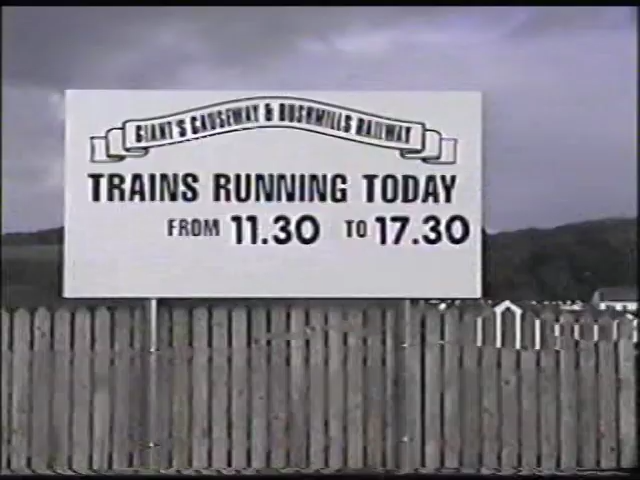 GIANT'S CAUSEWAY & BUSHMILLS RAILWAY
TRAINS RUNNING TODAY
FROM 11.30 TO 17.30